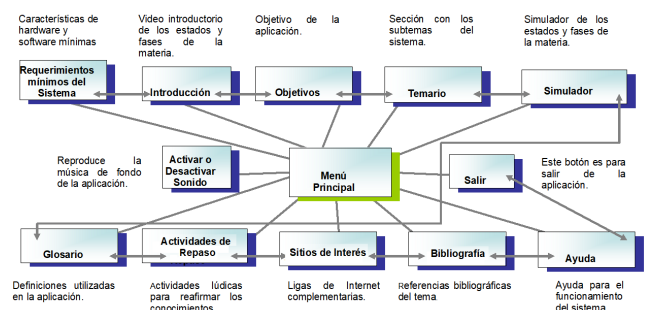 Características de
hardware y
software mínimas
Video introductorio
de los estados y
fases de la
materia.
Objetivo de la
aplicación.
Sección con los
subtemas del
sistema.
Simulador de los
estados y fases de
la materia.
Requerimientos
mínimos del
Sistema
Introducción
Objetivos
Temario
Simulador
Reproduce la
música de fondo
de la aplicación.
Activar o
Desactivar
Sonido
Menú
Principal
Salir
Este botón es para
salir de la
aplicación.
Glosario
Actividades de
Repaso
Sitios de Interés
Bibliografía
Ayuda
Definiciones utilizadas
en la aplicación.
Actividades lúdicas
para reafirmar los
conocimientos
Ligas de Internet
complementarias.
Referencias bibliográficas
del tema
Ayuda para el
funcionamiento
del sistema